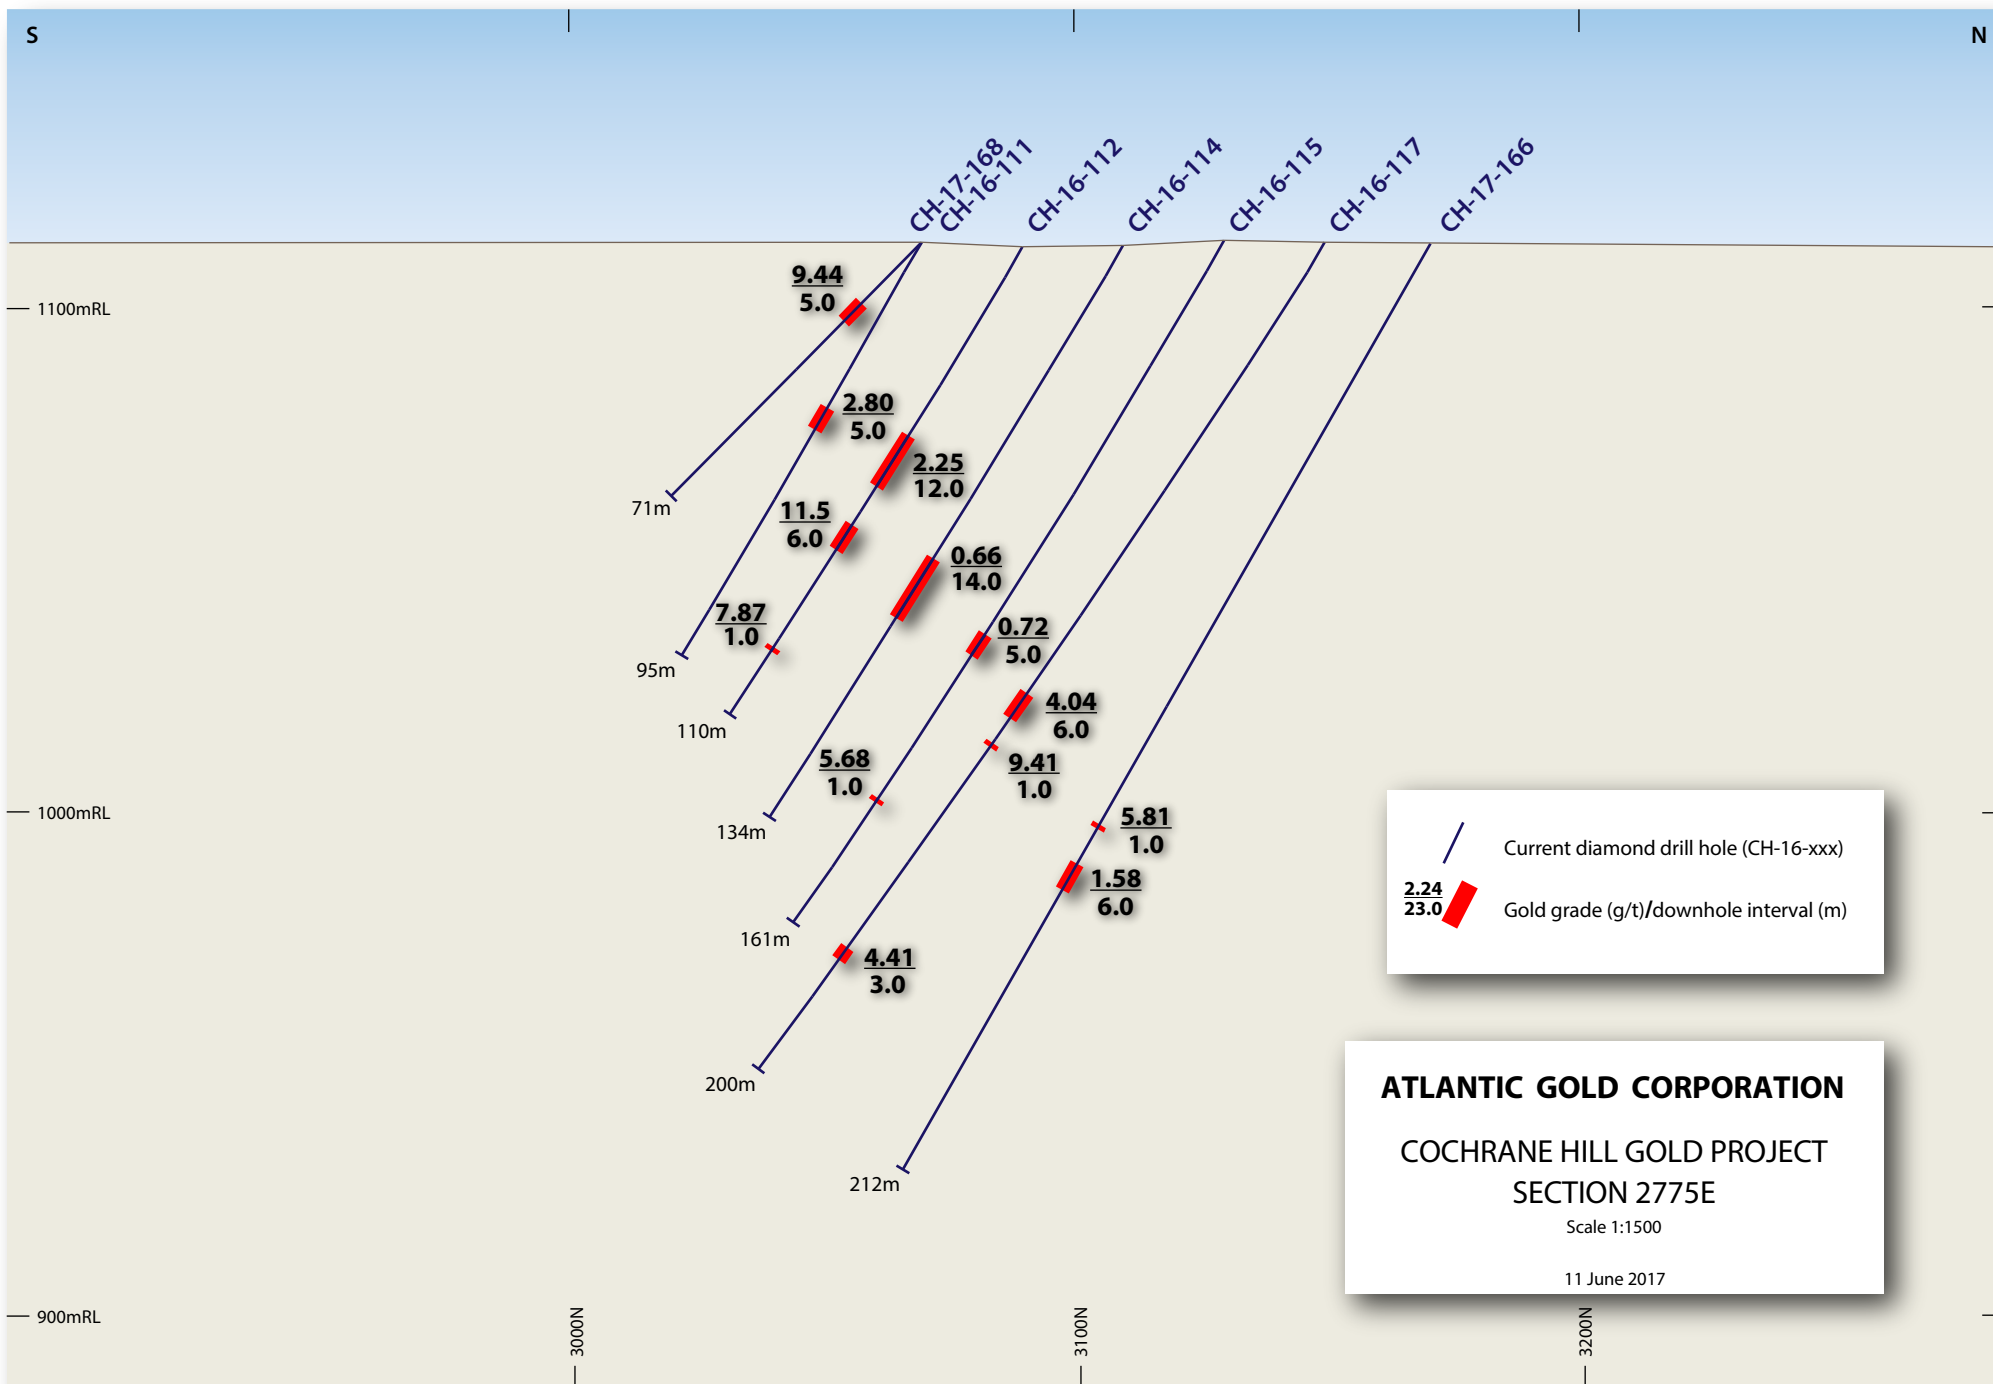 S
N
CH-17-168
CH-16-111
CH-16-112
CH-16-114
CH-16-115
CH-16-117
CH-17-166
9.44
5.0
1100mRL
2.80
5.0
2.25
12.0
71m
11.5
6.0
0.66
14.0
7.87
1.0
0.72
5.0
95m
4.04
6.0
110m
5.68
1.0
9.41
1.0
1000mRL
134m
5.81
1.0
1.58
6.0
161m
4.41
3.0
200m
212m
Current diamond drill hole (CH-16-xxx)
2.24
23.0
Gold grade (g/t)/downhole interval (m)
ATLANTIC GOLD CORPORATION
COCHRANE HILL GOLD PROJECT
SECTION 2775E
Scale 1:1500
11 June 2017
900mRL
3000N
3100N
3200N